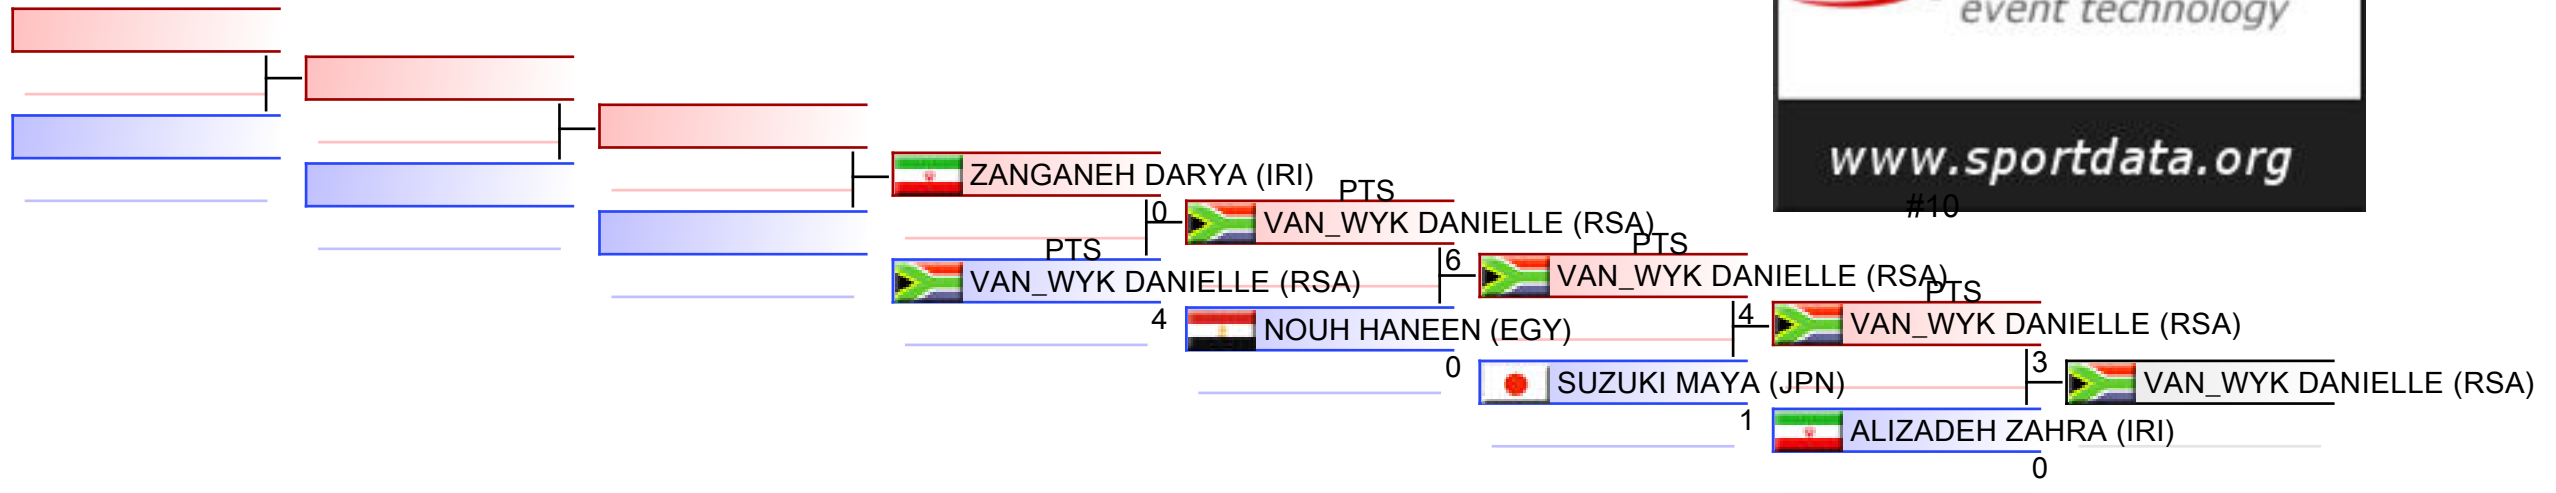 event technology
www.sportdata.org
#10
ZANGANEH DARYA (IRI)
0
PTS
VAN_WYK DANIELLE (RSA)
4
PTS
VAN_WYK DANIELLE (RSA)
6
NOUH HANEEN (EGY)
0
PTS
VAN_WYK DANIELLE (RSA)
4
SUZUKI MAYA (JPN)
1
PTS
VAN_WYK DANIELLE (RSA)
3
ALIZADEH ZAHRA (IRI)
0
VAN_WYK DANIELLE (RSA)